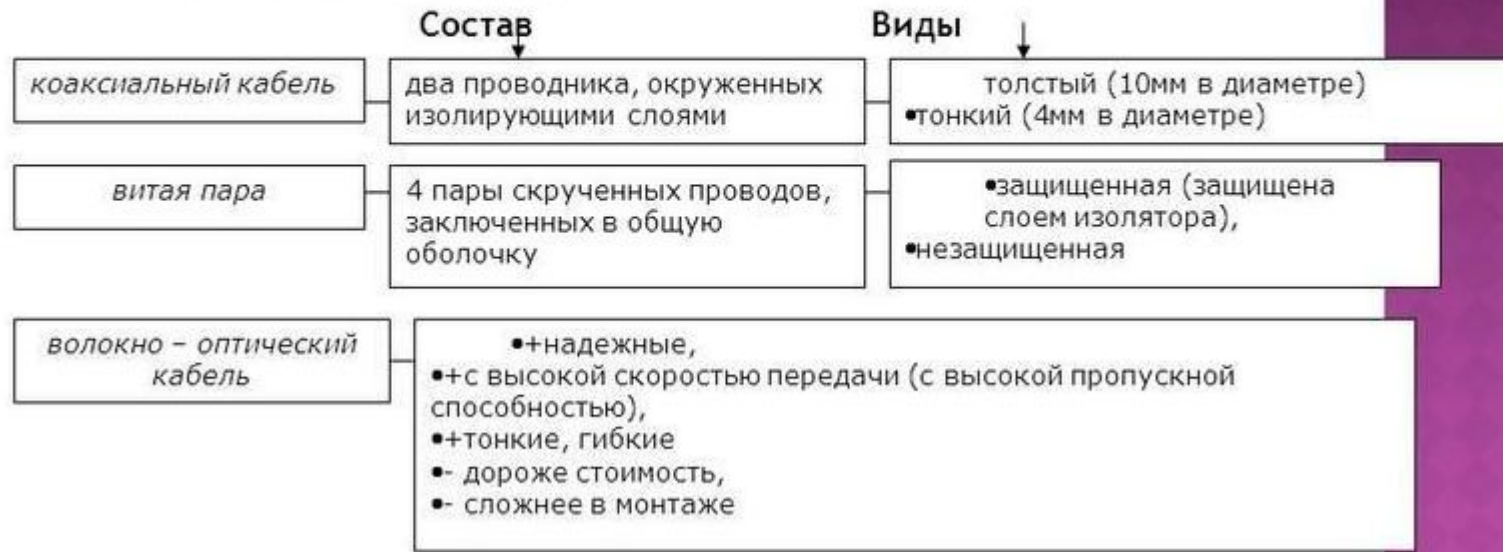 Состав
Виды
коаксиальный кабель
два проводника, окруженных
изолирующими слоями
толстый (10мм в диаметре)
•тонкий (4мм в диаметре)
витая пара
4 пары скрученных проводов,
заключенных в общую
оболочку
•защищенная (защищена
слоем изолятора),
•незащищенная
волокно – оптический
кабель
•+надежные,
•+с высокой скоростью передачи (с высокой пропускной
способностью),
•+тонкие, гибкие
•- дороже стоимость,
•- сложнее в монтаже